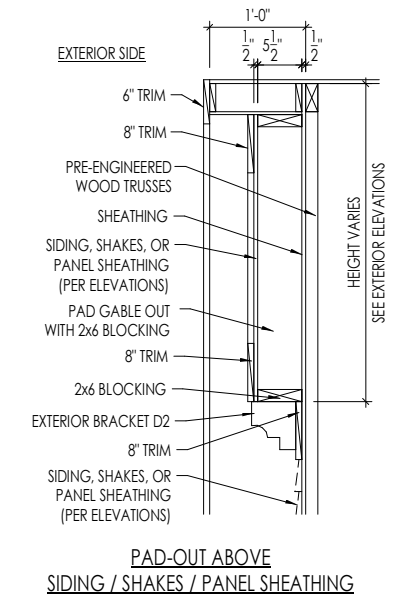 1'-0"
1/2" 5 1/2" 1/2"
EXTERIOR SIDE
6" TRIM
8" TRIM
PRE-ENGINEERED
WOOD TRUSSES
SHEATHING
SIDING, SHAKES, OR
PANEL SHEATHING
(PER ELEVATIONS)
PAD GABLE OUT
WITH 2x6 BLOCKING
8" TRIM
2x6 BLOCKING
EXTERIOR BRACKET D2
8" TRIM
SIDING, SHAKES, OR
PANEL SHEATHING
(PER ELEVATIONS)
HEIGHT VARIES
SEE EXTERIOR ELEVATIONS
PAD-OUT ABOVE
SIDING / SHAKES / PANEL SHEATHING